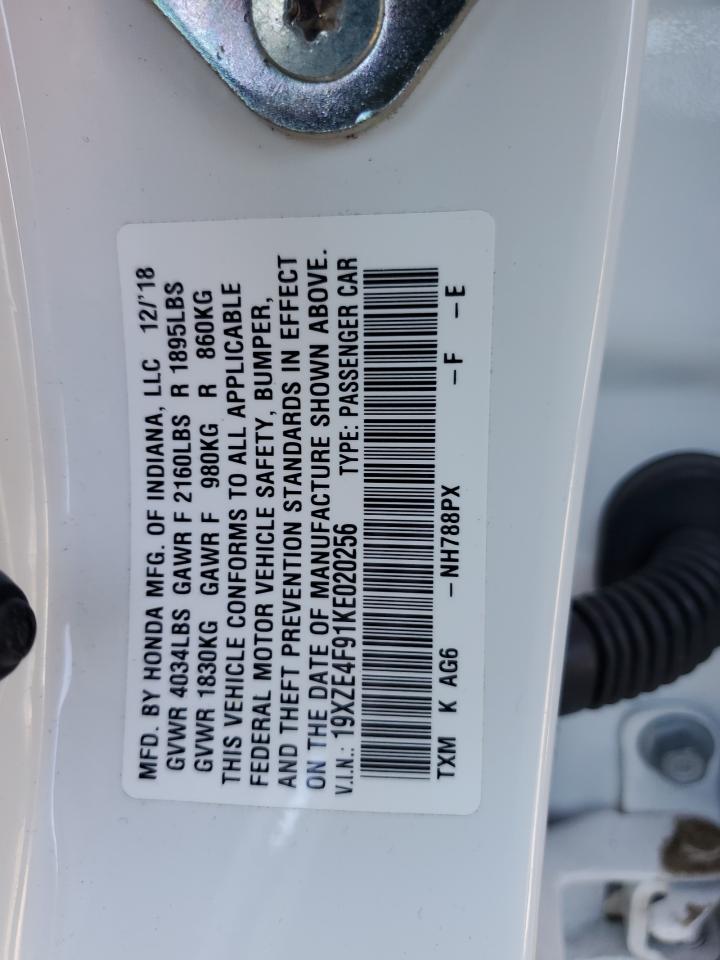 MFD. BY HONDA MFG. OF INDIANA, LLC 12/'18
GVWR 4034LBS GAWR F 2160LBS R 1895LBS
GVWR 1830KG GAWR F 980KG R 860KG
THIS VEHICLE CONFORMS TO ALL APPLICABLE
FEDERAL MOTOR VEHICLE SAFETY, BUMPER,
AND THEFT PREVENTION STANDARDS IN EFFECT
ON THE DATE OF MANUFACTURE SHOWN ABOVE.
V.I.N.: 19XZE4F91KE020256 TYPE: PASSENGER CAR
TXM K AG6 -NH788PX -F -E